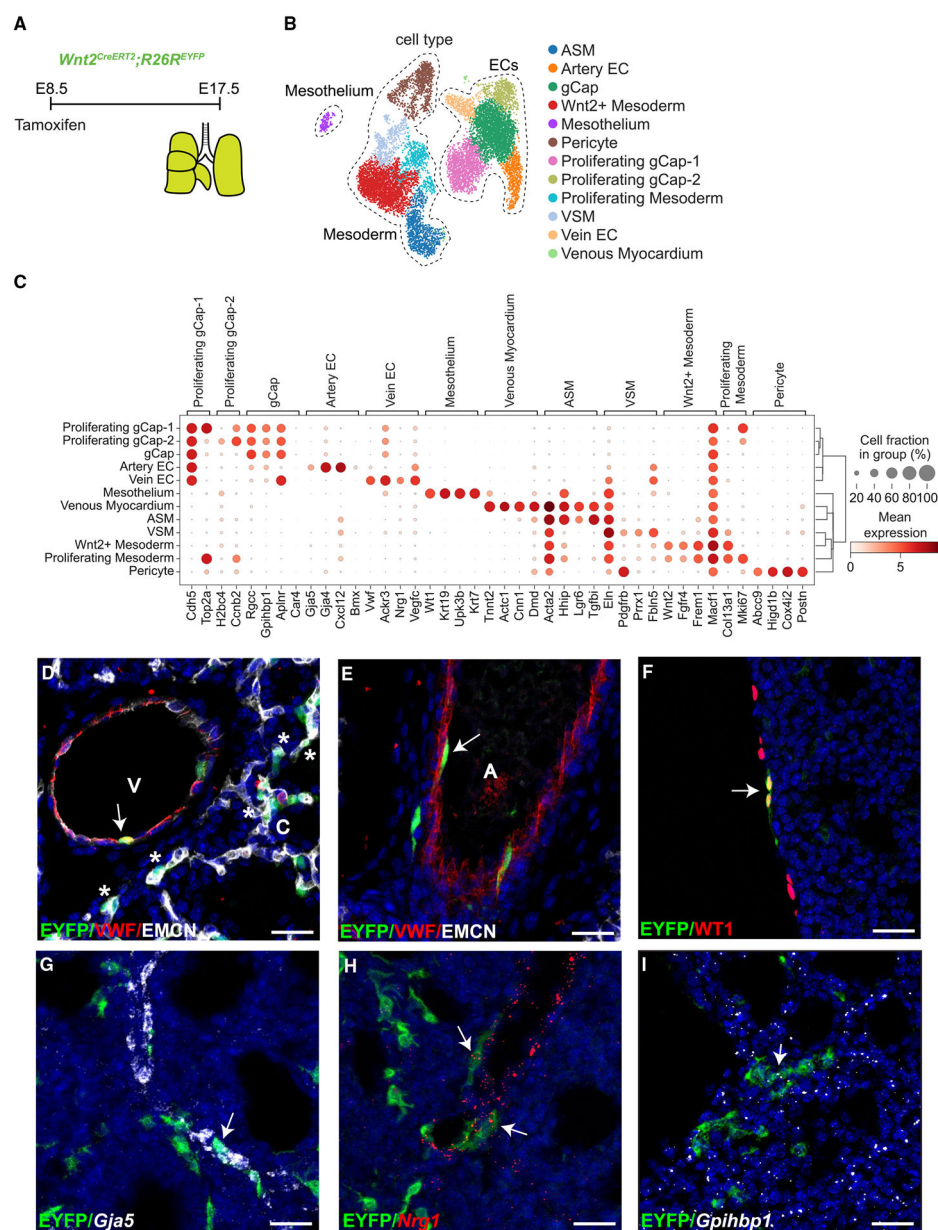 A
Wnt2CreERT2;R26REYFP
E8.5
E17.5
Tamoxifen
B
cell type
ECs
Mesothelium
Mesoderm
ASM
Artery EC
gCap
Wnt2+ Mesoderm
Mesothelium
Pericyte
Proliferating gCap-1
Proliferating gCap-2
Proliferating Mesoderm
VSM
Vein EC
Venous Myocardium
C
Proliferating gCap-1
Proliferating gCap-2
gCap
Artery EC
Vein EC
Mesothelium
Venous Myocardium
ASM
VSM
Wnt2+ Mesoderm
Proliferating
Mesoderm
Pericyte
Proliferating gCap-1
Proliferating gCap-2
gCap
Artery EC
Vein EC
Mesothelium
Venous Myocardium
ASM
VSM
Wnt2+ Mesoderm
Proliferating Mesoderm
Pericyte
Cell fraction
in group (%)
20 40 60 80 100
Mean
expression
0
5
Cdh5
Top2a
H2bc4
Ccnb2
Rgcc
Gpihbp1
Aplnr
Car4
Gja5
Gja4
Cxcl12
Bmx
Vwf
Ackr3
Nrg1
Vegfc
Wt1
Krt19
Upk3b
Krt7
Tnnt2
Actc1
Cnn1
Dmd
Acta2
Hhip
Lgr6
Tgfbi
Eln
Pdgfrb
Prrx1
Fbln5
Wnt2
Fgfr4
Frem1
Macf1
Col13a1
Mki67
Abcc9
Higd1b
Cox4i2
Postn
D
V
C
* * * * *
EYFP/VWF/EMCN
E
A
EYFP/VWF/EMCN
F
EYFP/WT1
G
EYFP/Gja5
H
EYFP/Nrg1
I
EYFP/Gpihbp1